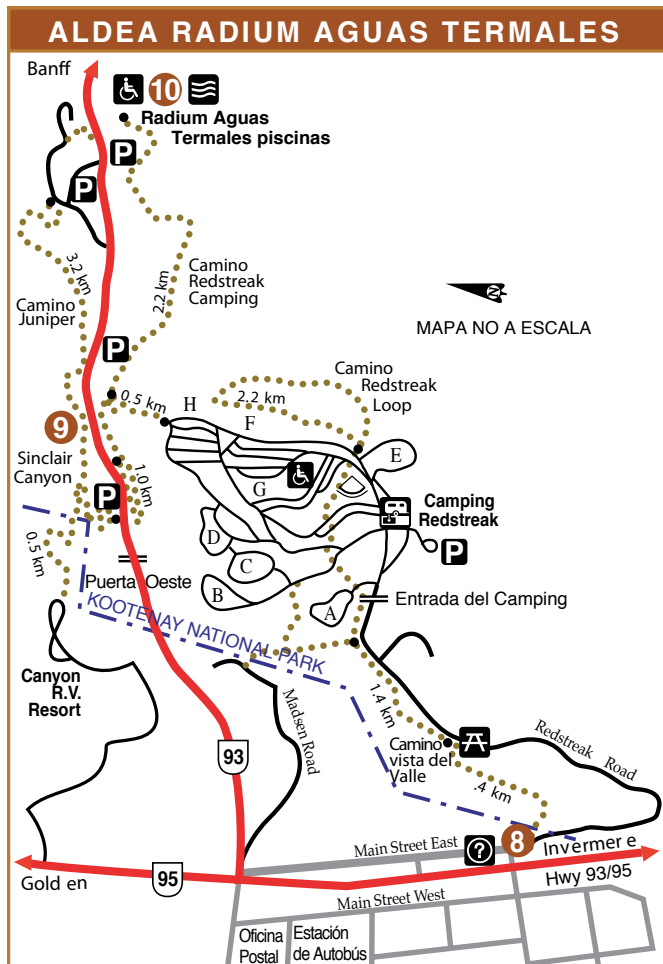 ALDEA RADIUM AGUAS TERMALES
Banff
10
Radium Aguas
Termales piscinas
P
P
3.2 km
2.2 km
Camino
Redstreak
Camping
Camino
Juniper
N
MAPA NO A ESCALA
P
Camino
Redstreak
Loop
0.5 km
H
2.2 km
F
9
Sinclair
Canyon
E
G
1.0 km
P
Camping
Redstreak
0.5 km
D
P
C
Puerta Oeste
B
A
Entrada del Camping
KOOTENAY NATIONAL PARK
Canyon
R.V.
Resort
Madsen Road
1.4 km
93
Camino
vista del
Valle
Redstreak Road
.4 km
8
?
Main Street East
Invermer e
Gold en
95
Hwy 93/95
Main Street West
Oficina
Postal
Estación
de Autobús